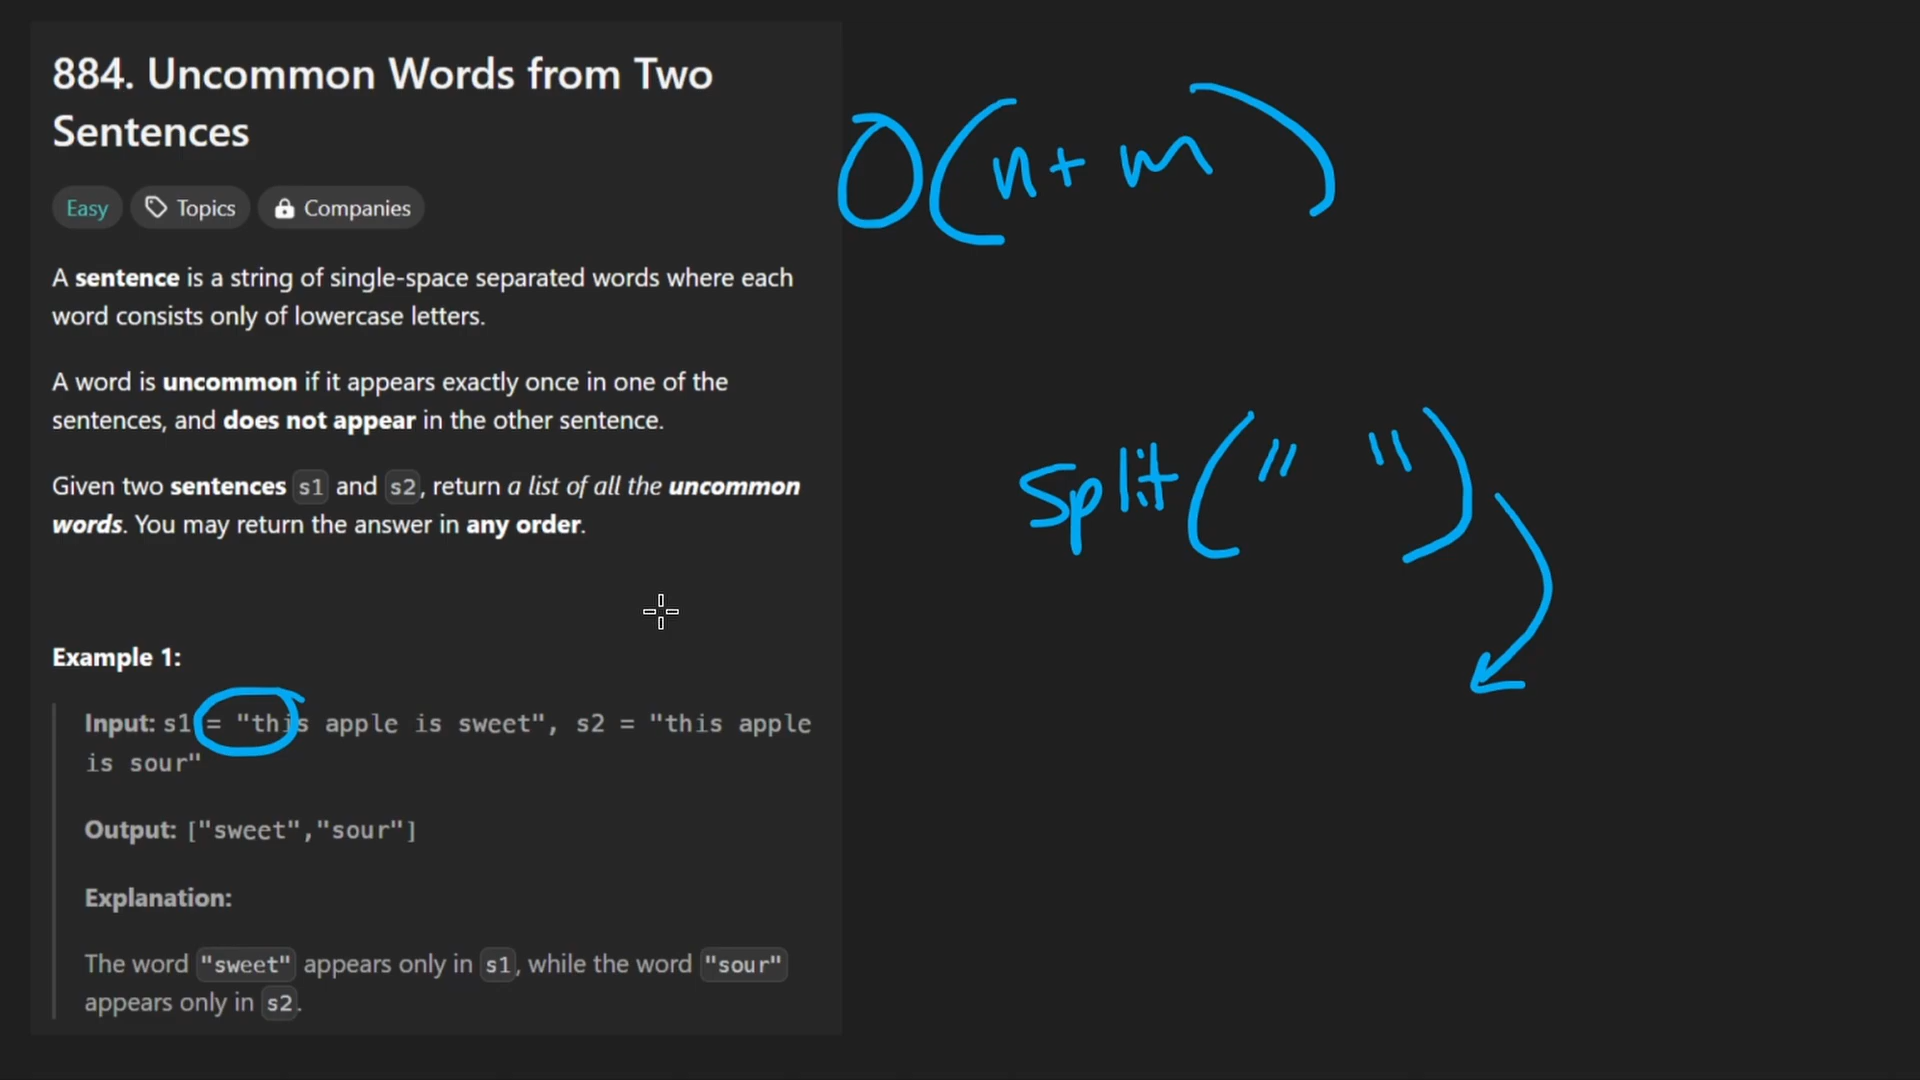 884. Uncommon Words from Two
Sentences
Easy Topics Companies
A sentence is a string of single-space separated words where each
word consists only of lowercase letters.
A word is uncommon if it appears exactly once in one of the
sentences, and does not appear in the other sentence.
Given two sentences s1 and s2, return a list of all the uncommon
words. You may return the answer in any order.
Example 1:
Input: s1 = "this apple is sweet", s2 = "this apple
is sour"
Output: ["sweet","sour"]
Explanation:
The word "sweet" appears only in s1, while the word "sour"
appears only in s2.
O(n+m)
Split(" ")